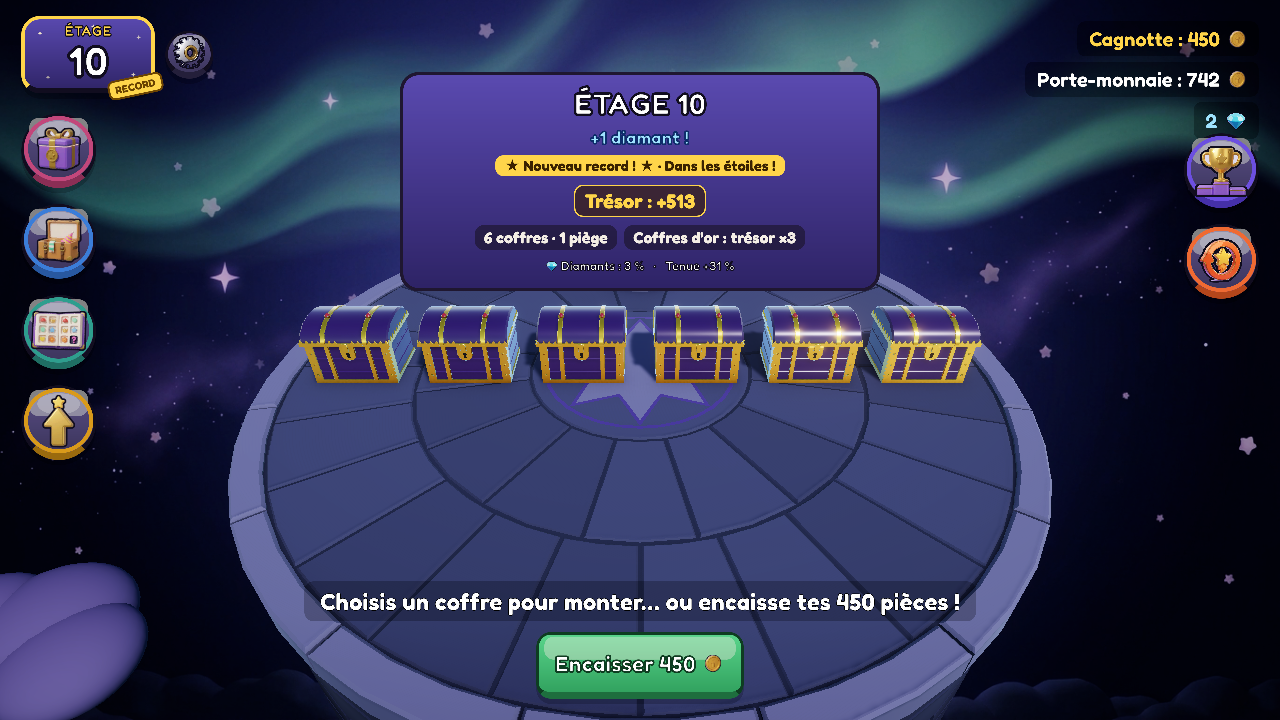 ÉTAGE
10
RECORD
Cagnotte : 450
Porte-monnaie : 742
2
ÉTAGE 10
+1 diamant !
★ Nouveau record ! ★ · Dans les étoiles !
Trésor : +513
6 coffres · 1 piège
Coffres d'or : trésor ×3
Diamants : 3 % · Tenue +31 %
Choisis un coffre pour monter... ou encaisse tes 450 pièces !
Encaisser 450